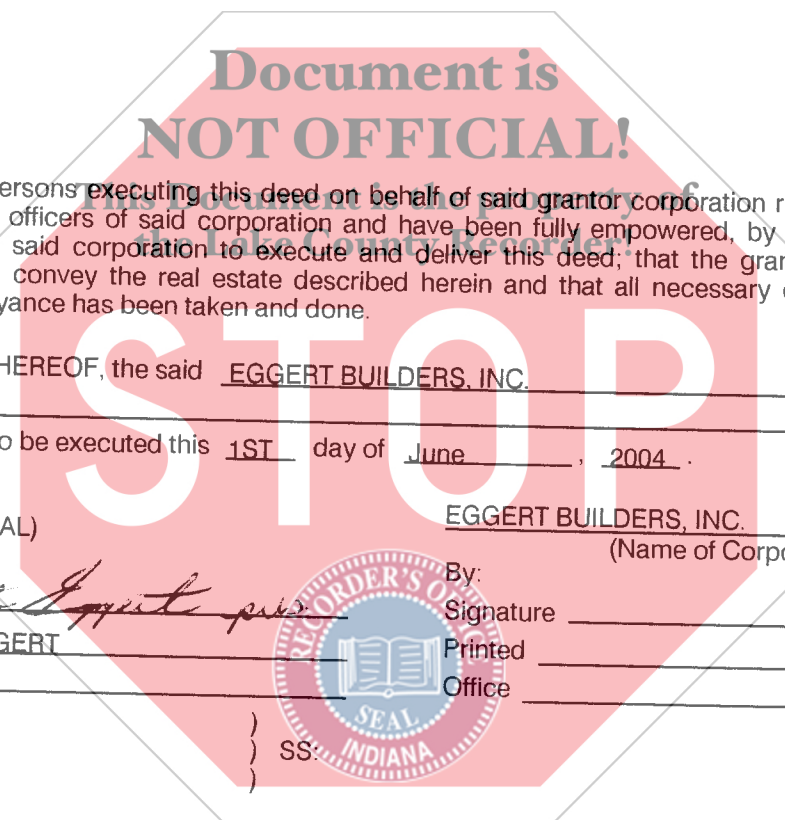 Document is
NOT OFFICIAL!
This Document is the property of
the Lake County Recorder!
ersons executing this deed on behalf of said grantor corporation r
officers of said corporation and have been fully empowered, by
said corporation to execute and deliver this deed; that the gran
convey the real estate described herein and that all necessary
yance has been taken and done.
HEREOF, the said EGGERT BUILDERS, INC.
STOP
o be executed this 1ST day of June , 2004 .
AL)
EGGERT BUILDERS, INC.
(Name of Corpo
By:
Eggert pres.
Signature
GERT
Printed
Office
RECORDER'S OFFICE
SEAL
INDIANA
) 
) SS:
)